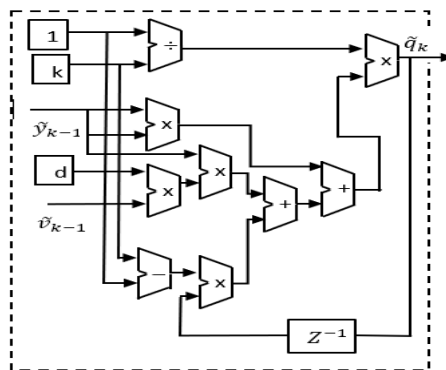 1
÷
q̃ₖ
k
×
×
ỹₖ₋₁
×
d
×
+
+
ṽₖ₋₁
−
×
Z⁻¹